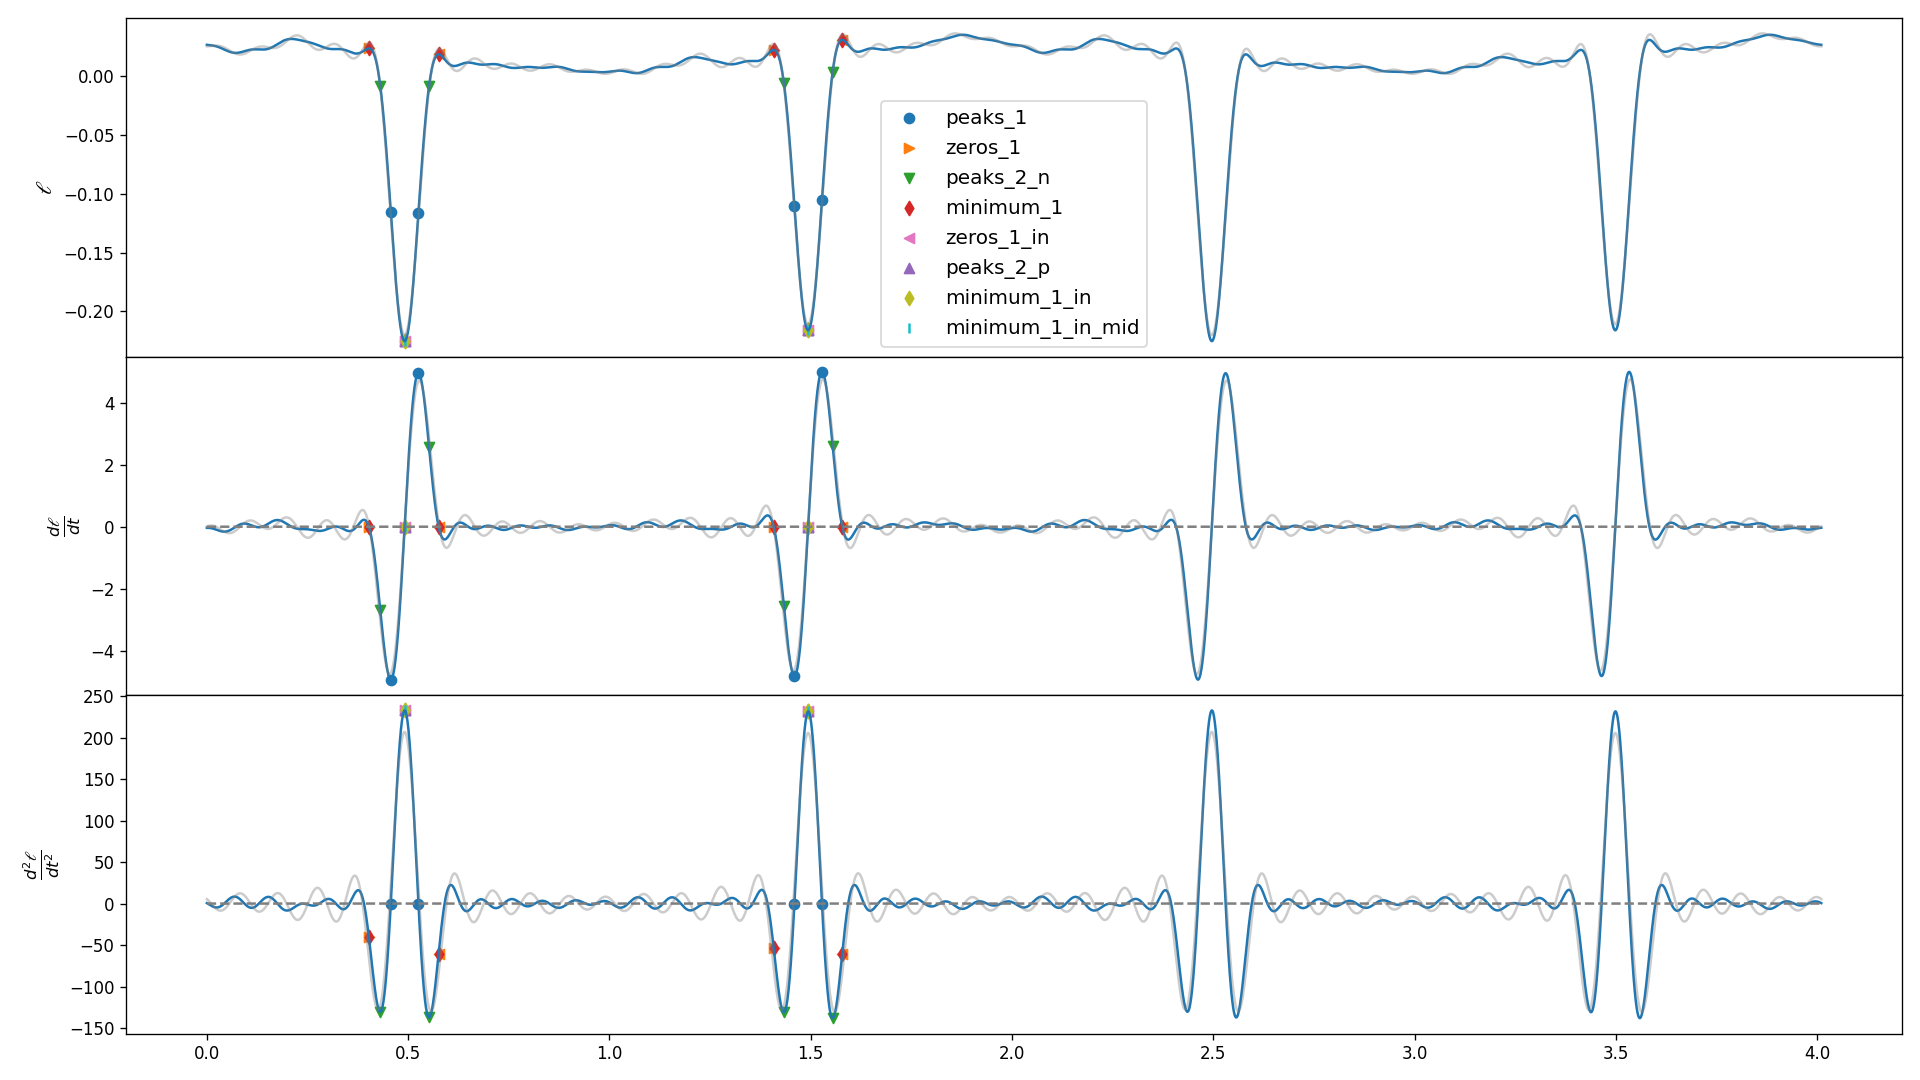 0.00
−0.05
−0.10
−0.15
−0.20
ℓ
peaks_1
zeros_1
peaks_2_n
minimum_1
zeros_1_in
peaks_2_p
minimum_1_in
minimum_1_in_mid
4
2
0
−2
−4
dℓ
dt
250
200
150
100
50
0
−50
−100
−150
d²ℓ
dt²
0.0 0.5 1.0 1.5 2.0 2.5 3.0 3.5 4.0